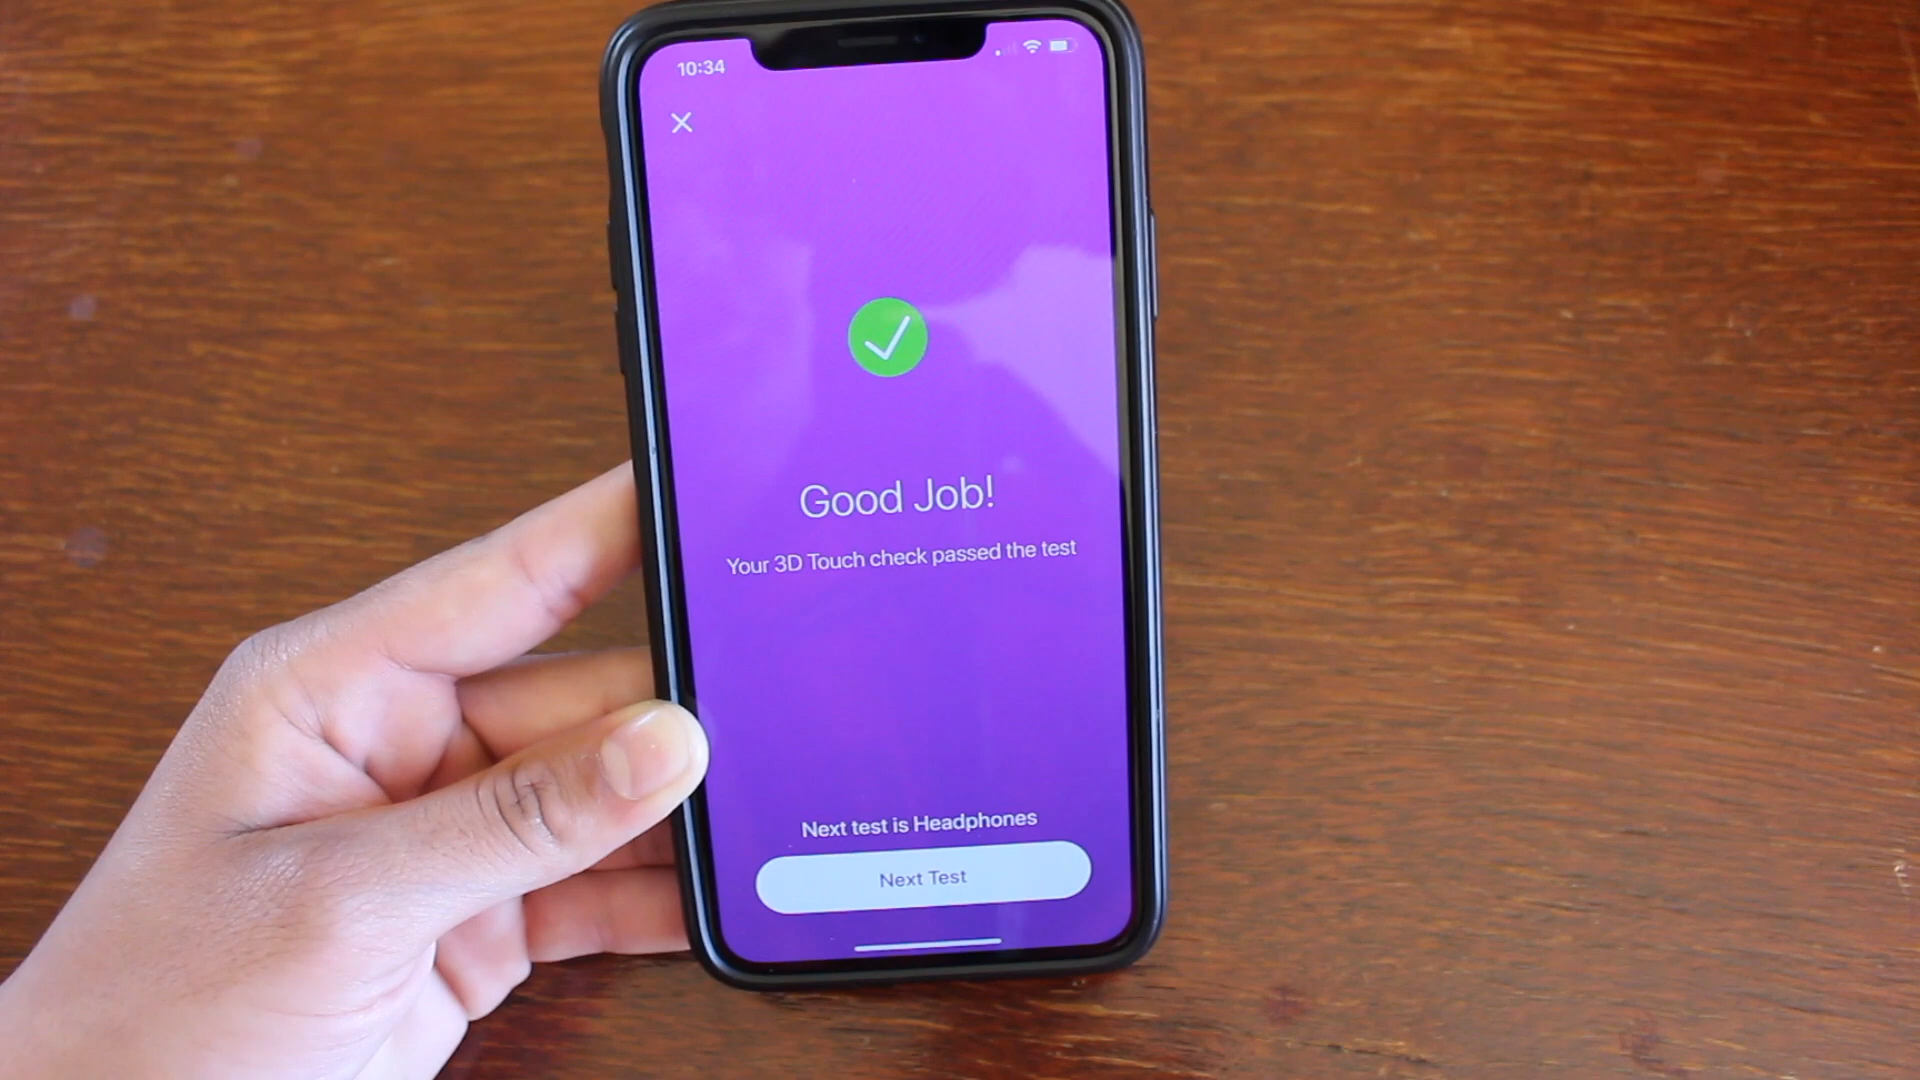 10:34
Good Job!
Your 3D Touch check passed the test
Next test is Headphones
Next Test